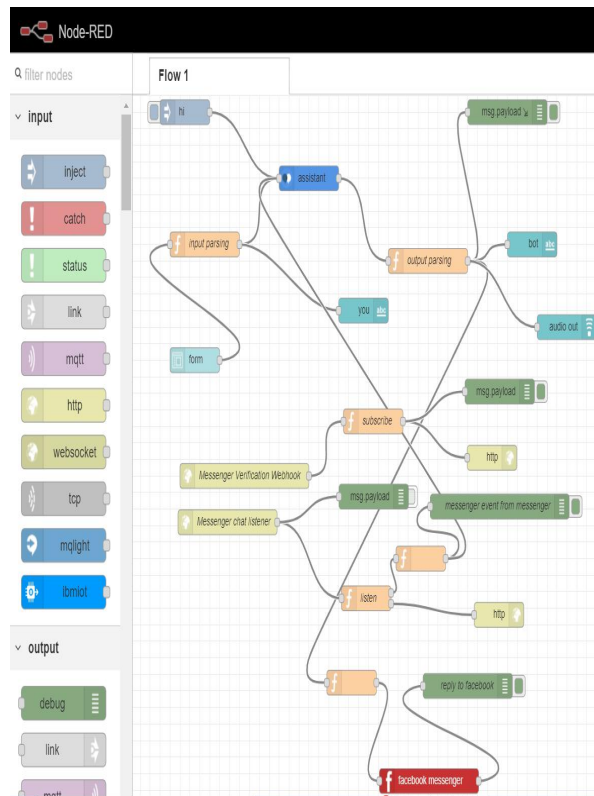 Node-RED
filter nodes
Flow 1
input
inject
catch
status
link
mqtt
http
websocket
tcp
mqlight
ibmiot
output
debug
link
hi
msg.payload
assistant
input parsing
output parsing
bot
abc
you
abc
audio out
form
msg.payload
subscribe
http
Messenger Verification Webhook
msg.payload
messenger event from messenger
Messenger chat listener
listen
http
reply to facebook
facebook messenger